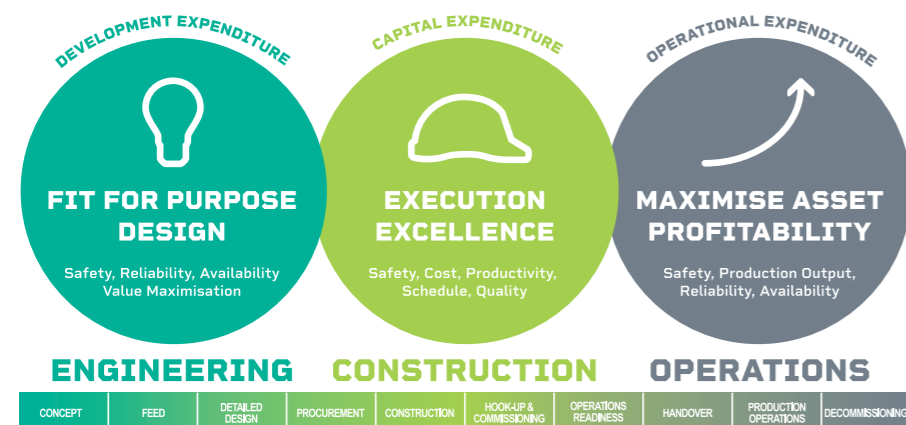 DEVELOPMENT EXPENDITURE
CAPITAL EXPENDITURE
OPERATIONAL EXPENDITURE
FIT FOR PURPOSE
DESIGN
Safety, Reliability, Availability
Value Maximisation
EXECUTION
EXCELLENCE
Safety, Cost, Productivity,
Schedule, Quality
MAXIMISE ASSET
PROFITABILITY
Safety, Production Output,
Reliability, Availability
ENGINEERING
CONSTRUCTION
OPERATIONS
CONCEPT
FEED
DETAILED
DESIGN
PROCUREMENT
CONSTRUCTION
HOOK-UP &
COMMISSIONING
OPERATIONS
READINESS
HANDOVER
PRODUCTION
OPERATIONS
DECOMMISSIONING